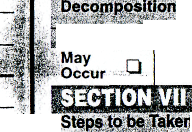 Decomposition
May
Occur
SECTION VII
Steps to be Taken